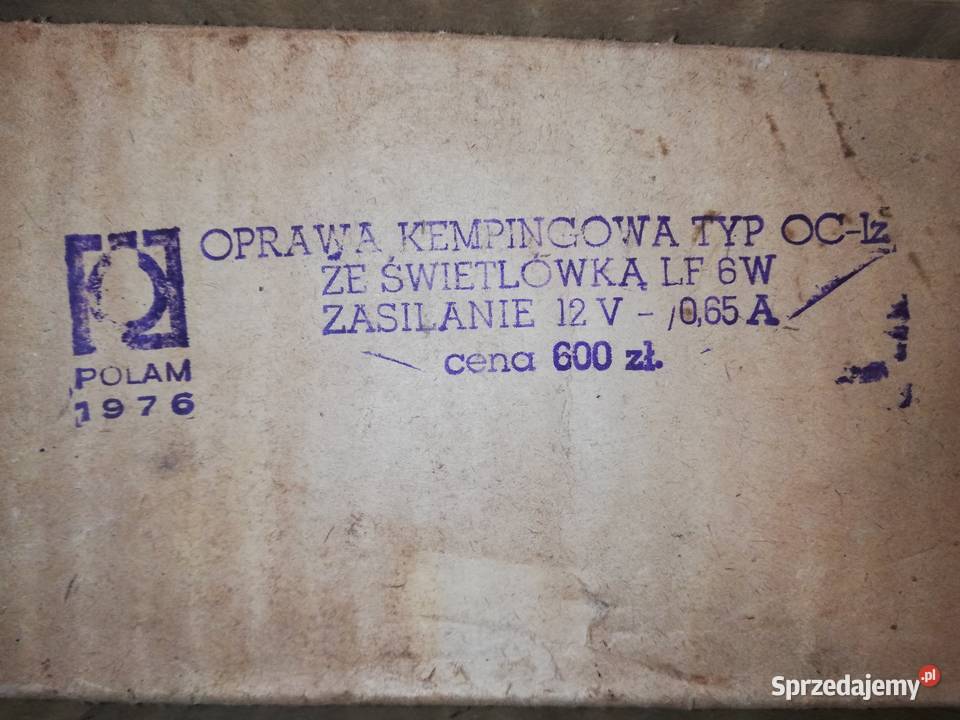 OPRAWA KEMPINGOWA TYP OC-1z
ZE ŚWIETLÓWKĄ LF 6W
ZASILANIE 12 V - /0,65 A
cena 600 zł.
POLAM
1976
Sprzedajemy.pl